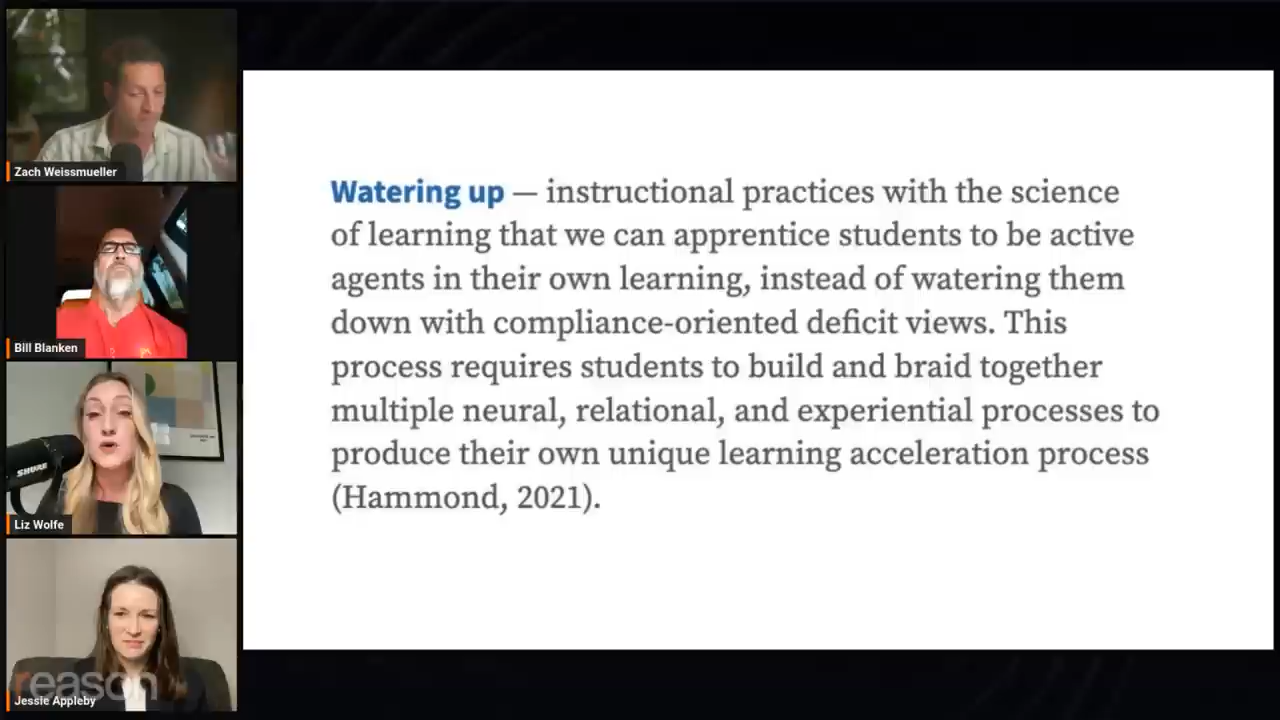 Zach Weissmueller
Bill Blanken
SHURE
Liz Wolfe
reason
Jessie Appleby
Watering up — instructional practices with the science
of learning that we can apprentice students to be active
agents in their own learning, instead of watering them
down with compliance-oriented deficit views. This
process requires students to build and braid together
multiple neural, relational, and experiential processes to
produce their own unique learning acceleration process
(Hammond, 2021).